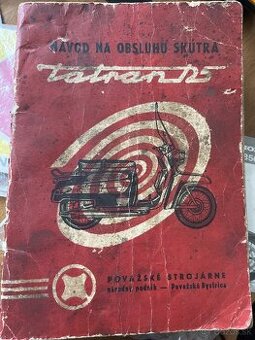 NÁVOD NA OBSLUHU SKÚTRA
Tatran 125
POVAŽSKÉ STROJÁRNE
národný podnik — Považská Bystrica